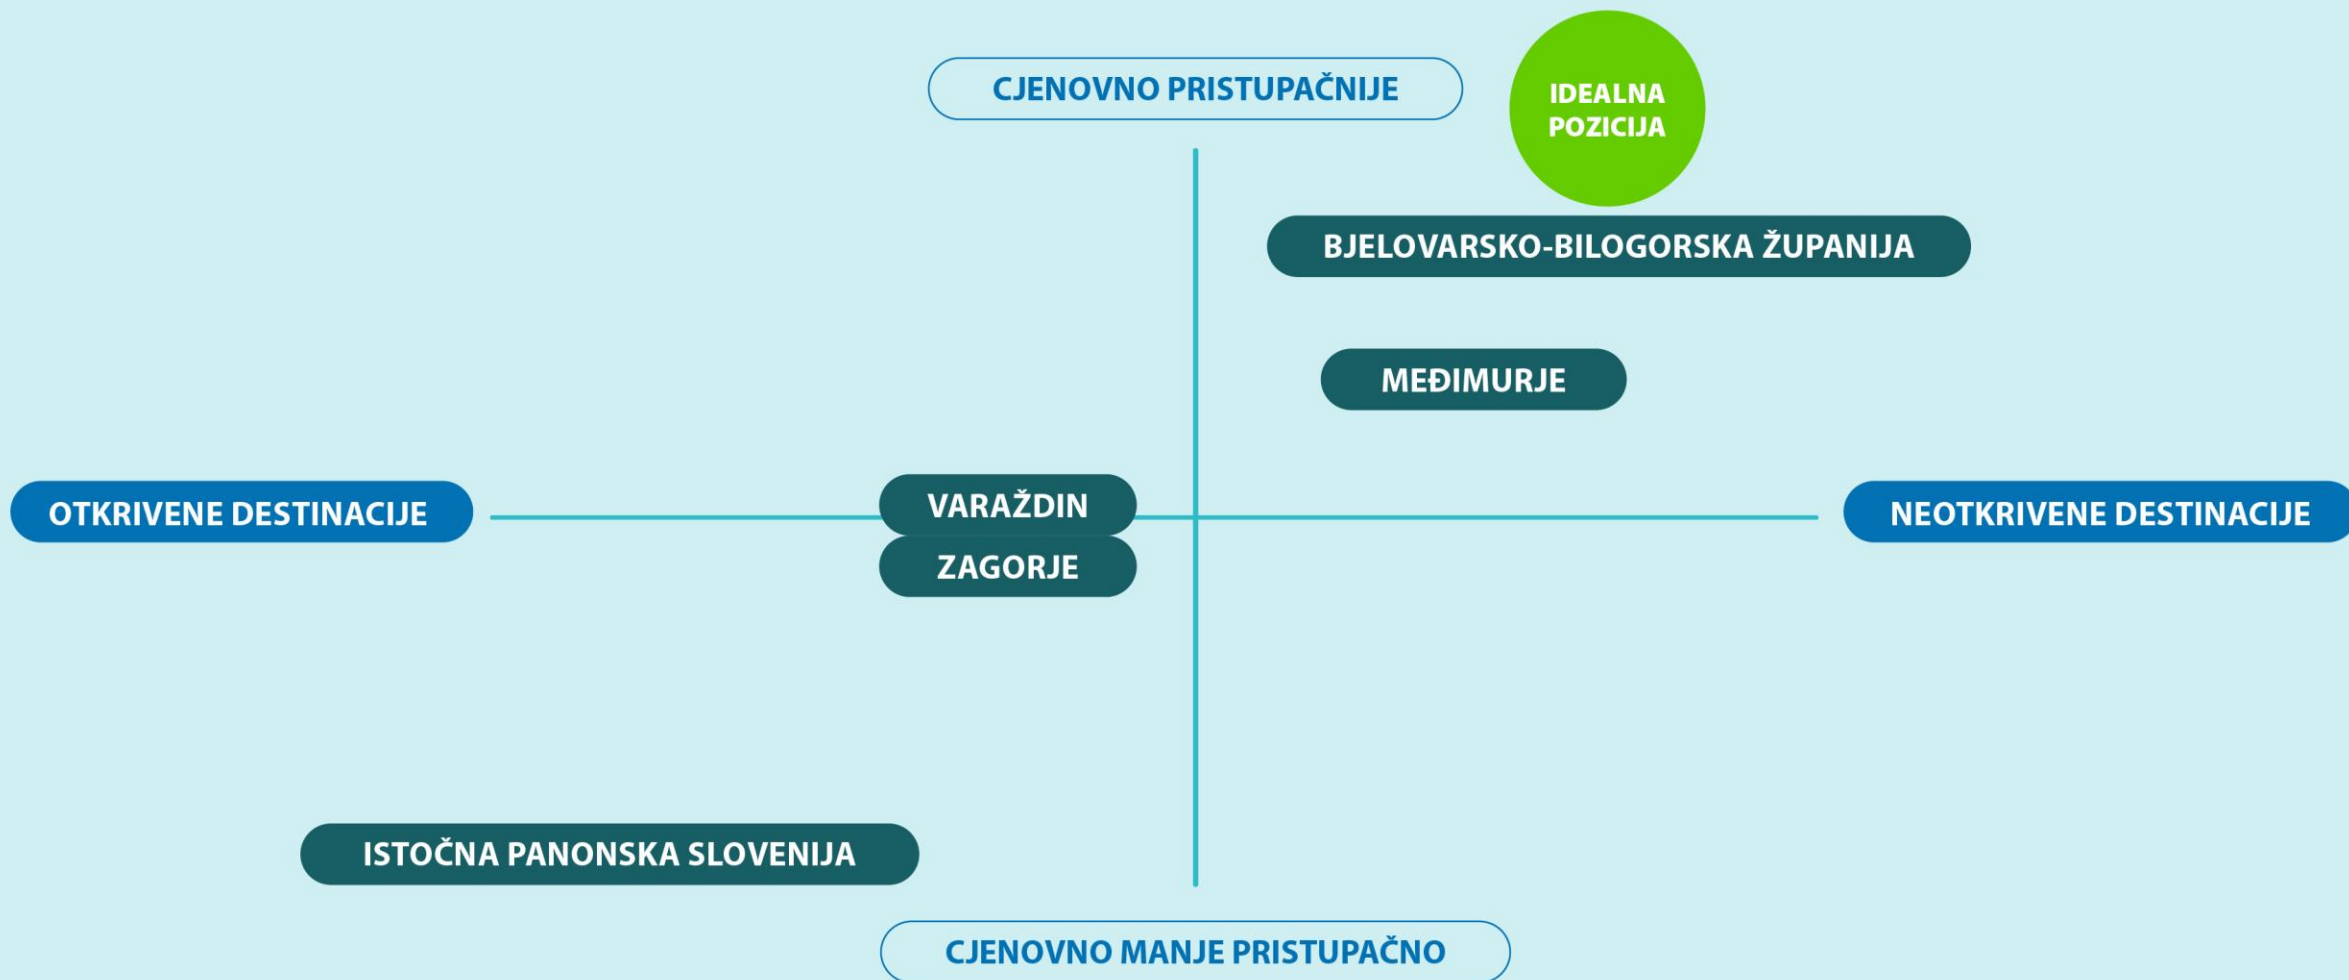 CJENOVNO PRISTUPAČNIJE
IDEALNA
POZICIJA
BJELOVARSKO-BILOGORSKA ŽUPANIJA
MEĐIMURJE
OTKRIVENE DESTINACIJE
VARAŽDIN
NEOTKRIVENE DESTINACIJE
ZAGORJE
ISTOČNA PANONSKA SLOVENIJA
CJENOVNO MANJE PRISTUPAČNO